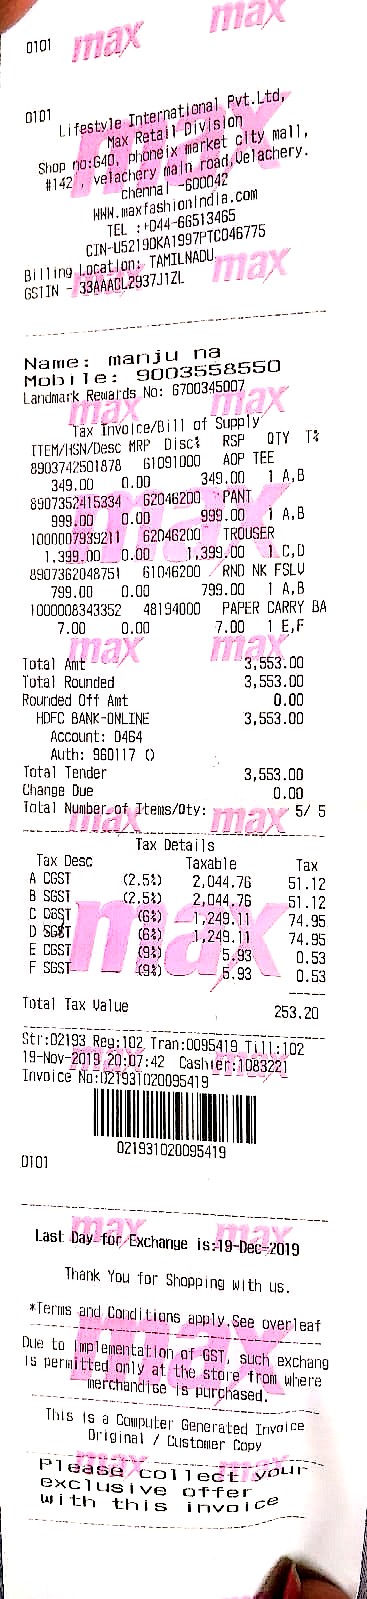 max max
0101
0101
Lifestyle International Pvt.Ltd,
Max Retail Division
Shop no:G40, phoneix market city mall,
#142 , velachery main road,Velachery.
chennai -600042
WWW.maxfashionindia.com
TEL :+044-66513465
CIN-U52190KA1997PTC046775
Billing Location: TAMILNADU
GSTIN - 33AAACL2937J1ZL
Name: manju na
Mobile: 9003558550
Landmark Rewards No: 6700345007
Tax Invoice/Bill of Supply
ITEM/HSN/Desc MRP Disc% RSP QTY T%
8903742501878 61091000 AOP TEE
349.00 0.00 349.00 1 A,B
8907352415334 62046200 PANT
999.00 0.00 999.00 1 A,B
1000007939211 62046200 TROUSER
1,399.00 0.00 1,399.00 1 C,D
8907362048751 61046200 RND NK FSLV
799.00 0.00 799.00 1 A,B
1000008343352 48194000 PAPER CARRY BA
7.00 0.00 7.00 1 E,F
Total Amt 3,553.00
Total Rounded 3,553.00
Rounded Off Amt 0.00
HDFC BANK-ONLINE 3,553.00
Account: 0464
Auth: 960117 ()
Total Tender 3,553.00
Change Due 0.00
Total Number of Items/Qty: 5/ 5
Tax Details
Tax Desc Taxable Tax
A CGST (2.5%) 2,044.76 51.12
B SGST (2.5%) 2,044.76 51.12
C CGST (6%) 1,249.11 74.95
D SGST (6%) 1,249.11 74.95
E CGST (9%) 5.93 0.53
F SGST (9%) 5.93 0.53
Total Tax Value 253.20
Str:02193 Reg:102 Tran:0095419 Till:102
19-Nov-2019 20:07:42 Cashier:1083221
Invoice No:021931020095419
021931020095419
0101
Last Day for Exchange is:19-Dec-2019
Thank You for Shopping with us.
*Terms and Conditions apply.See overleaf
Due to implementation of GST, such exchang
is permitted only at the store from where
merchandise is purchased.
This is a Computer Generated Invoice
Original / Customer Copy
Please collect your
exclusive offer
with this invoice